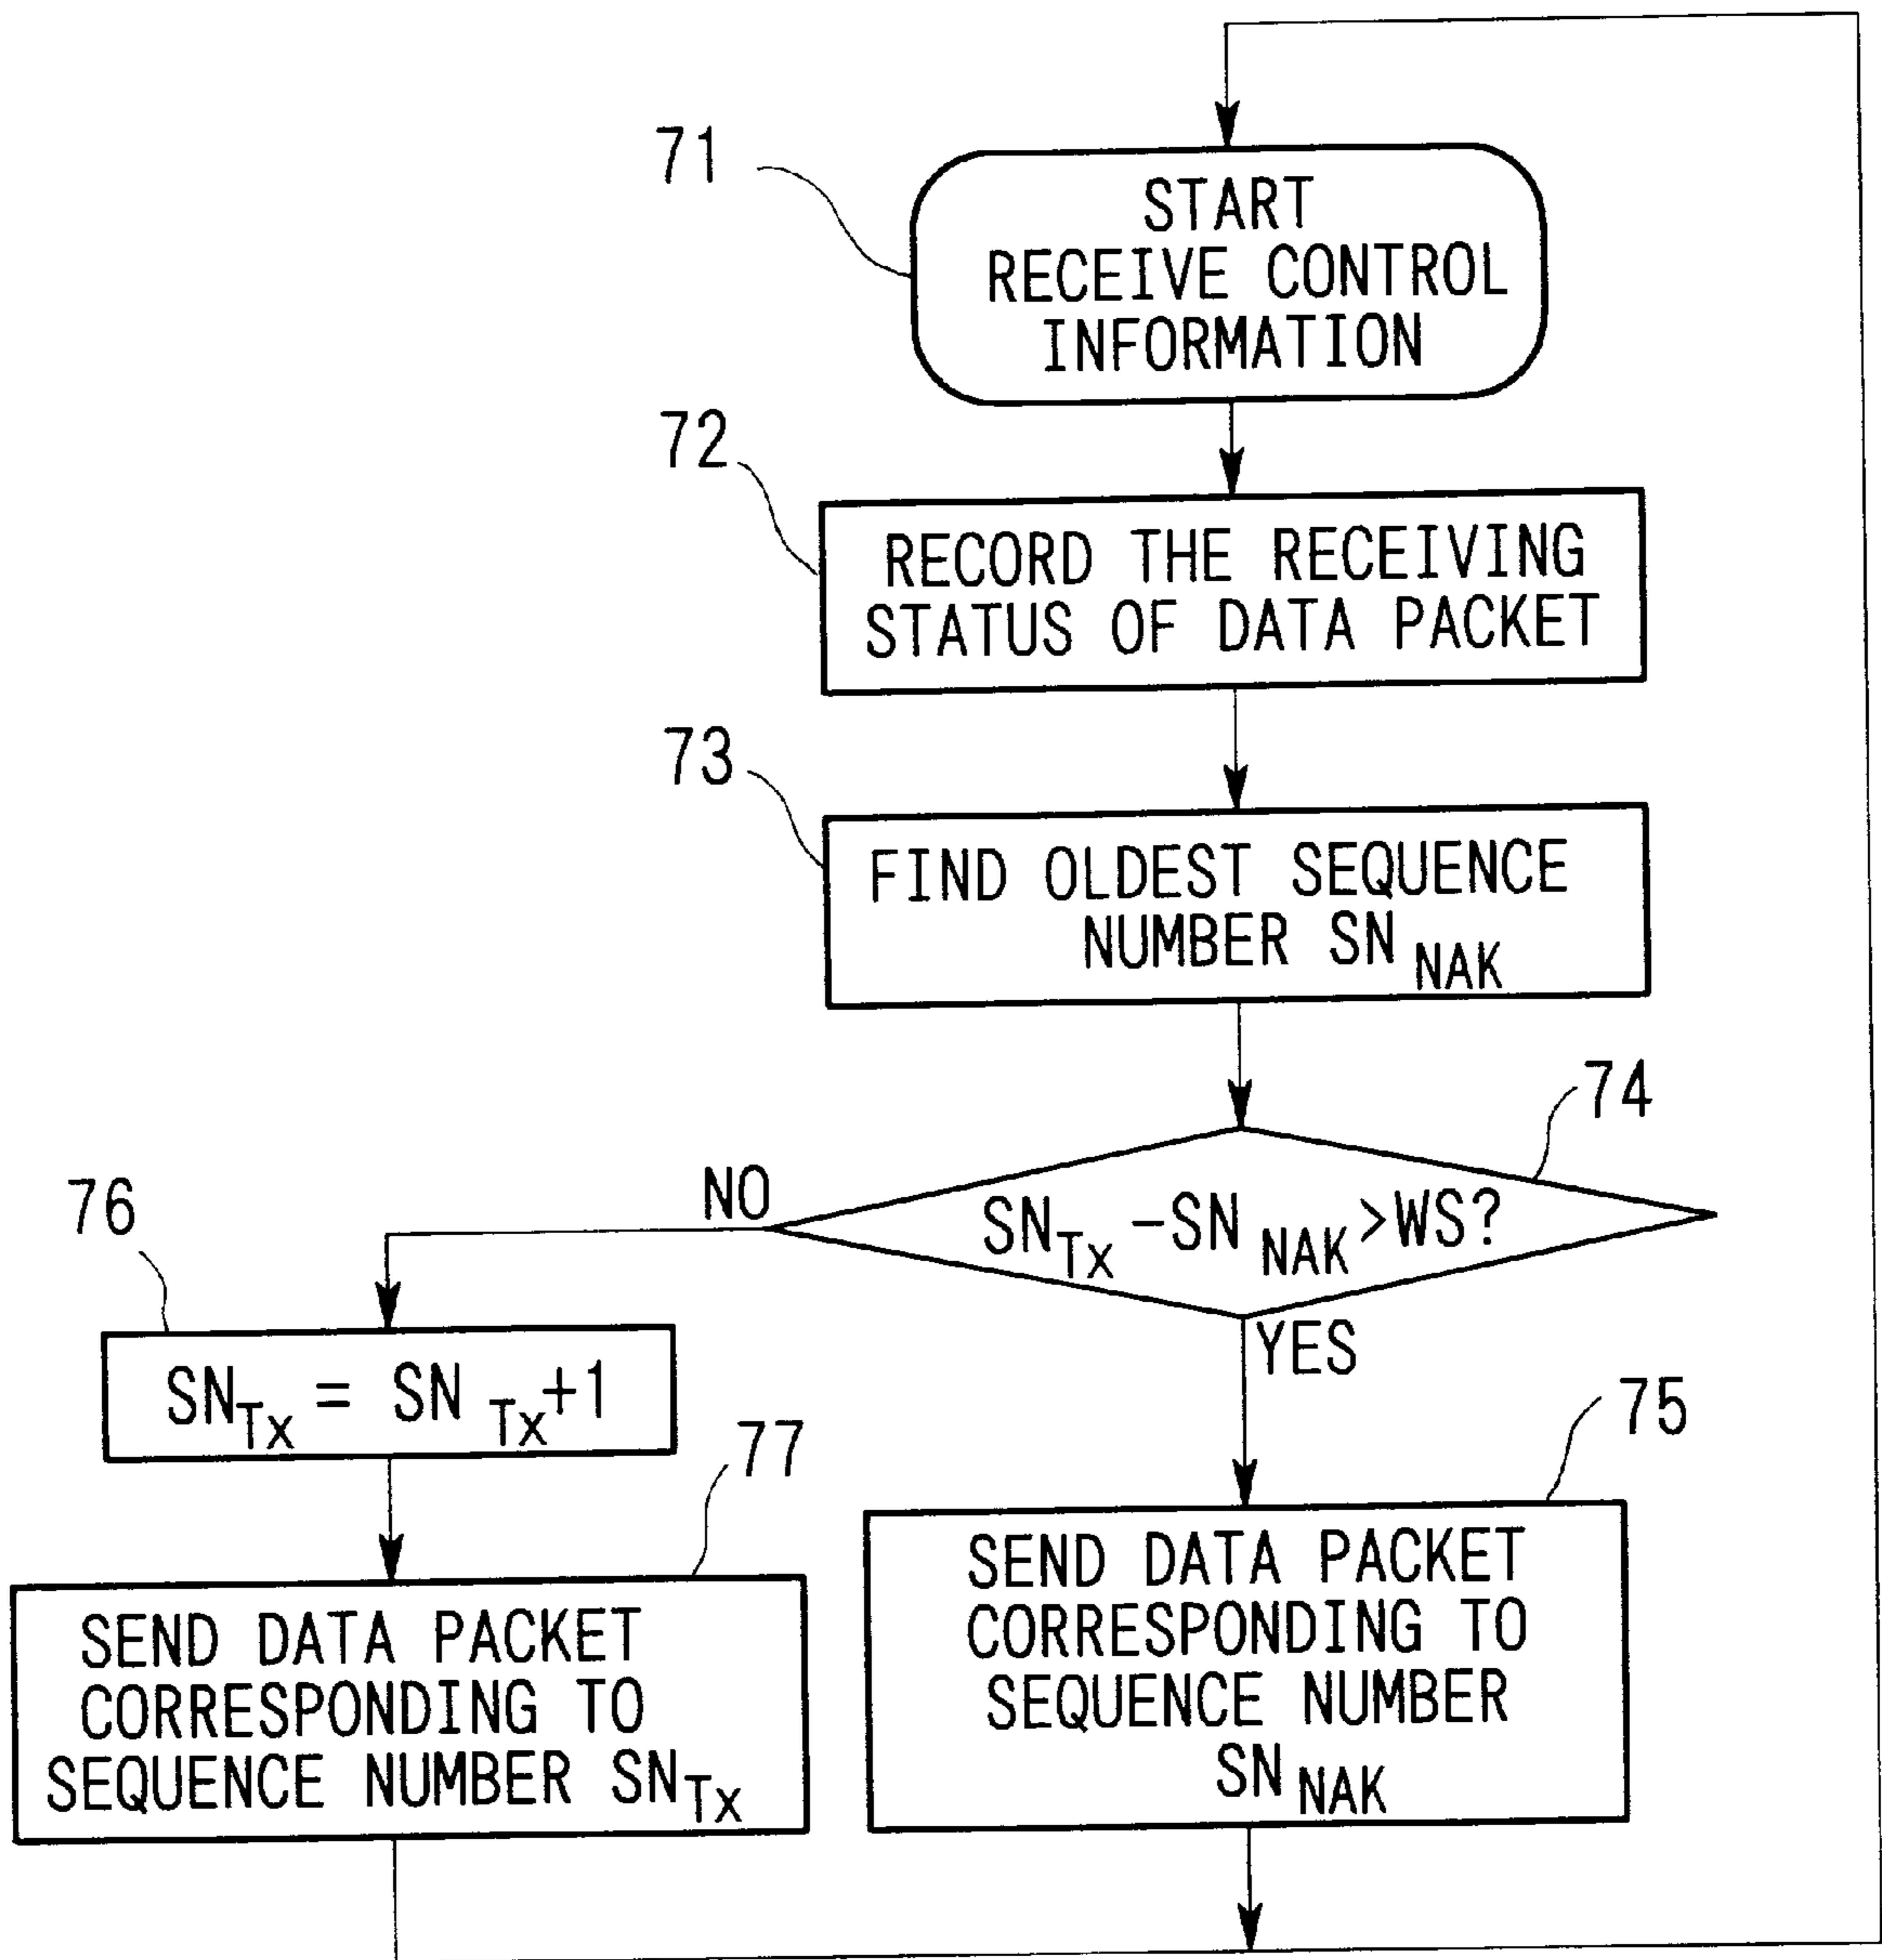 71
START
RECEIVE CONTROL
INFORMATION
72
RECORD THE RECEIVING
STATUS OF DATA PACKET
73
FIND OLDEST SEQUENCE
NUMBER SN NAK
74
SNTx -SN NAK >WS?
NO
YES
76
SNTx = SN Tx+1
77
SEND DATA PACKET
CORRESPONDING TO
SEQUENCE NUMBER SNTx
75
SEND DATA PACKET
CORRESPONDING TO
SEQUENCE NUMBER
SN NAK